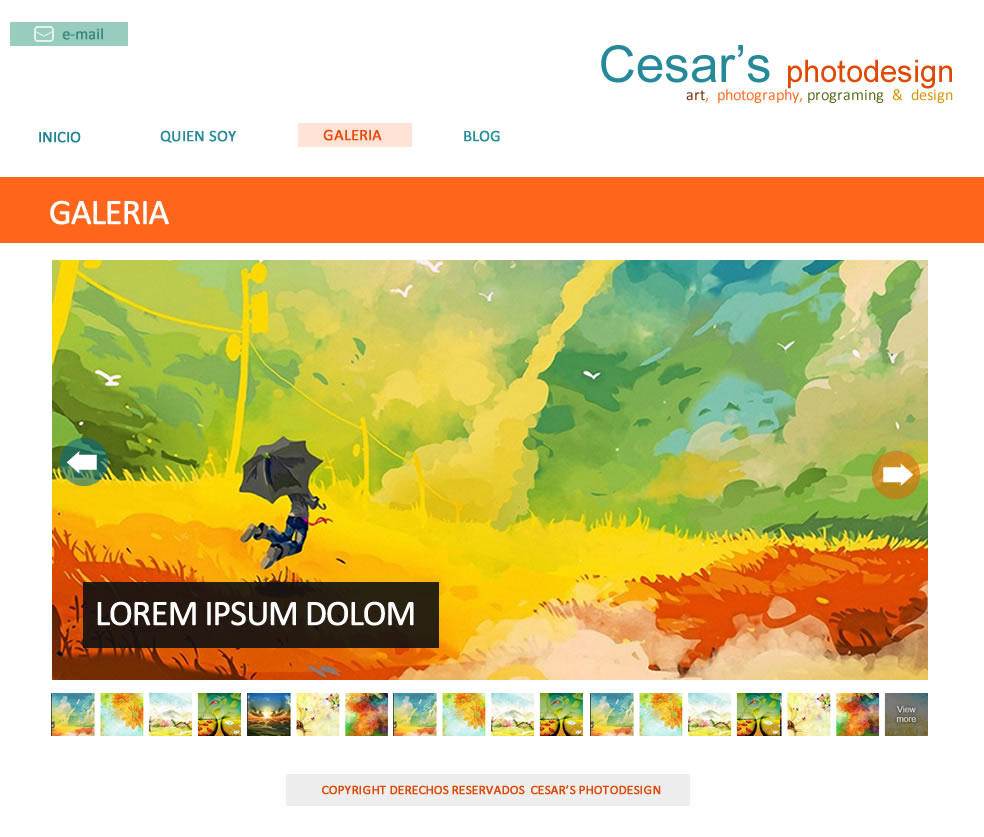 e-mail
Cesar's photodesign
art, photography, programing & design
INICIO QUIEN SOY GALERIA BLOG
GALERIA
LOREM IPSUM DOLOM
View
more
COPYRIGHT DERECHOS RESERVADOS CESAR'S PHOTODESIGN